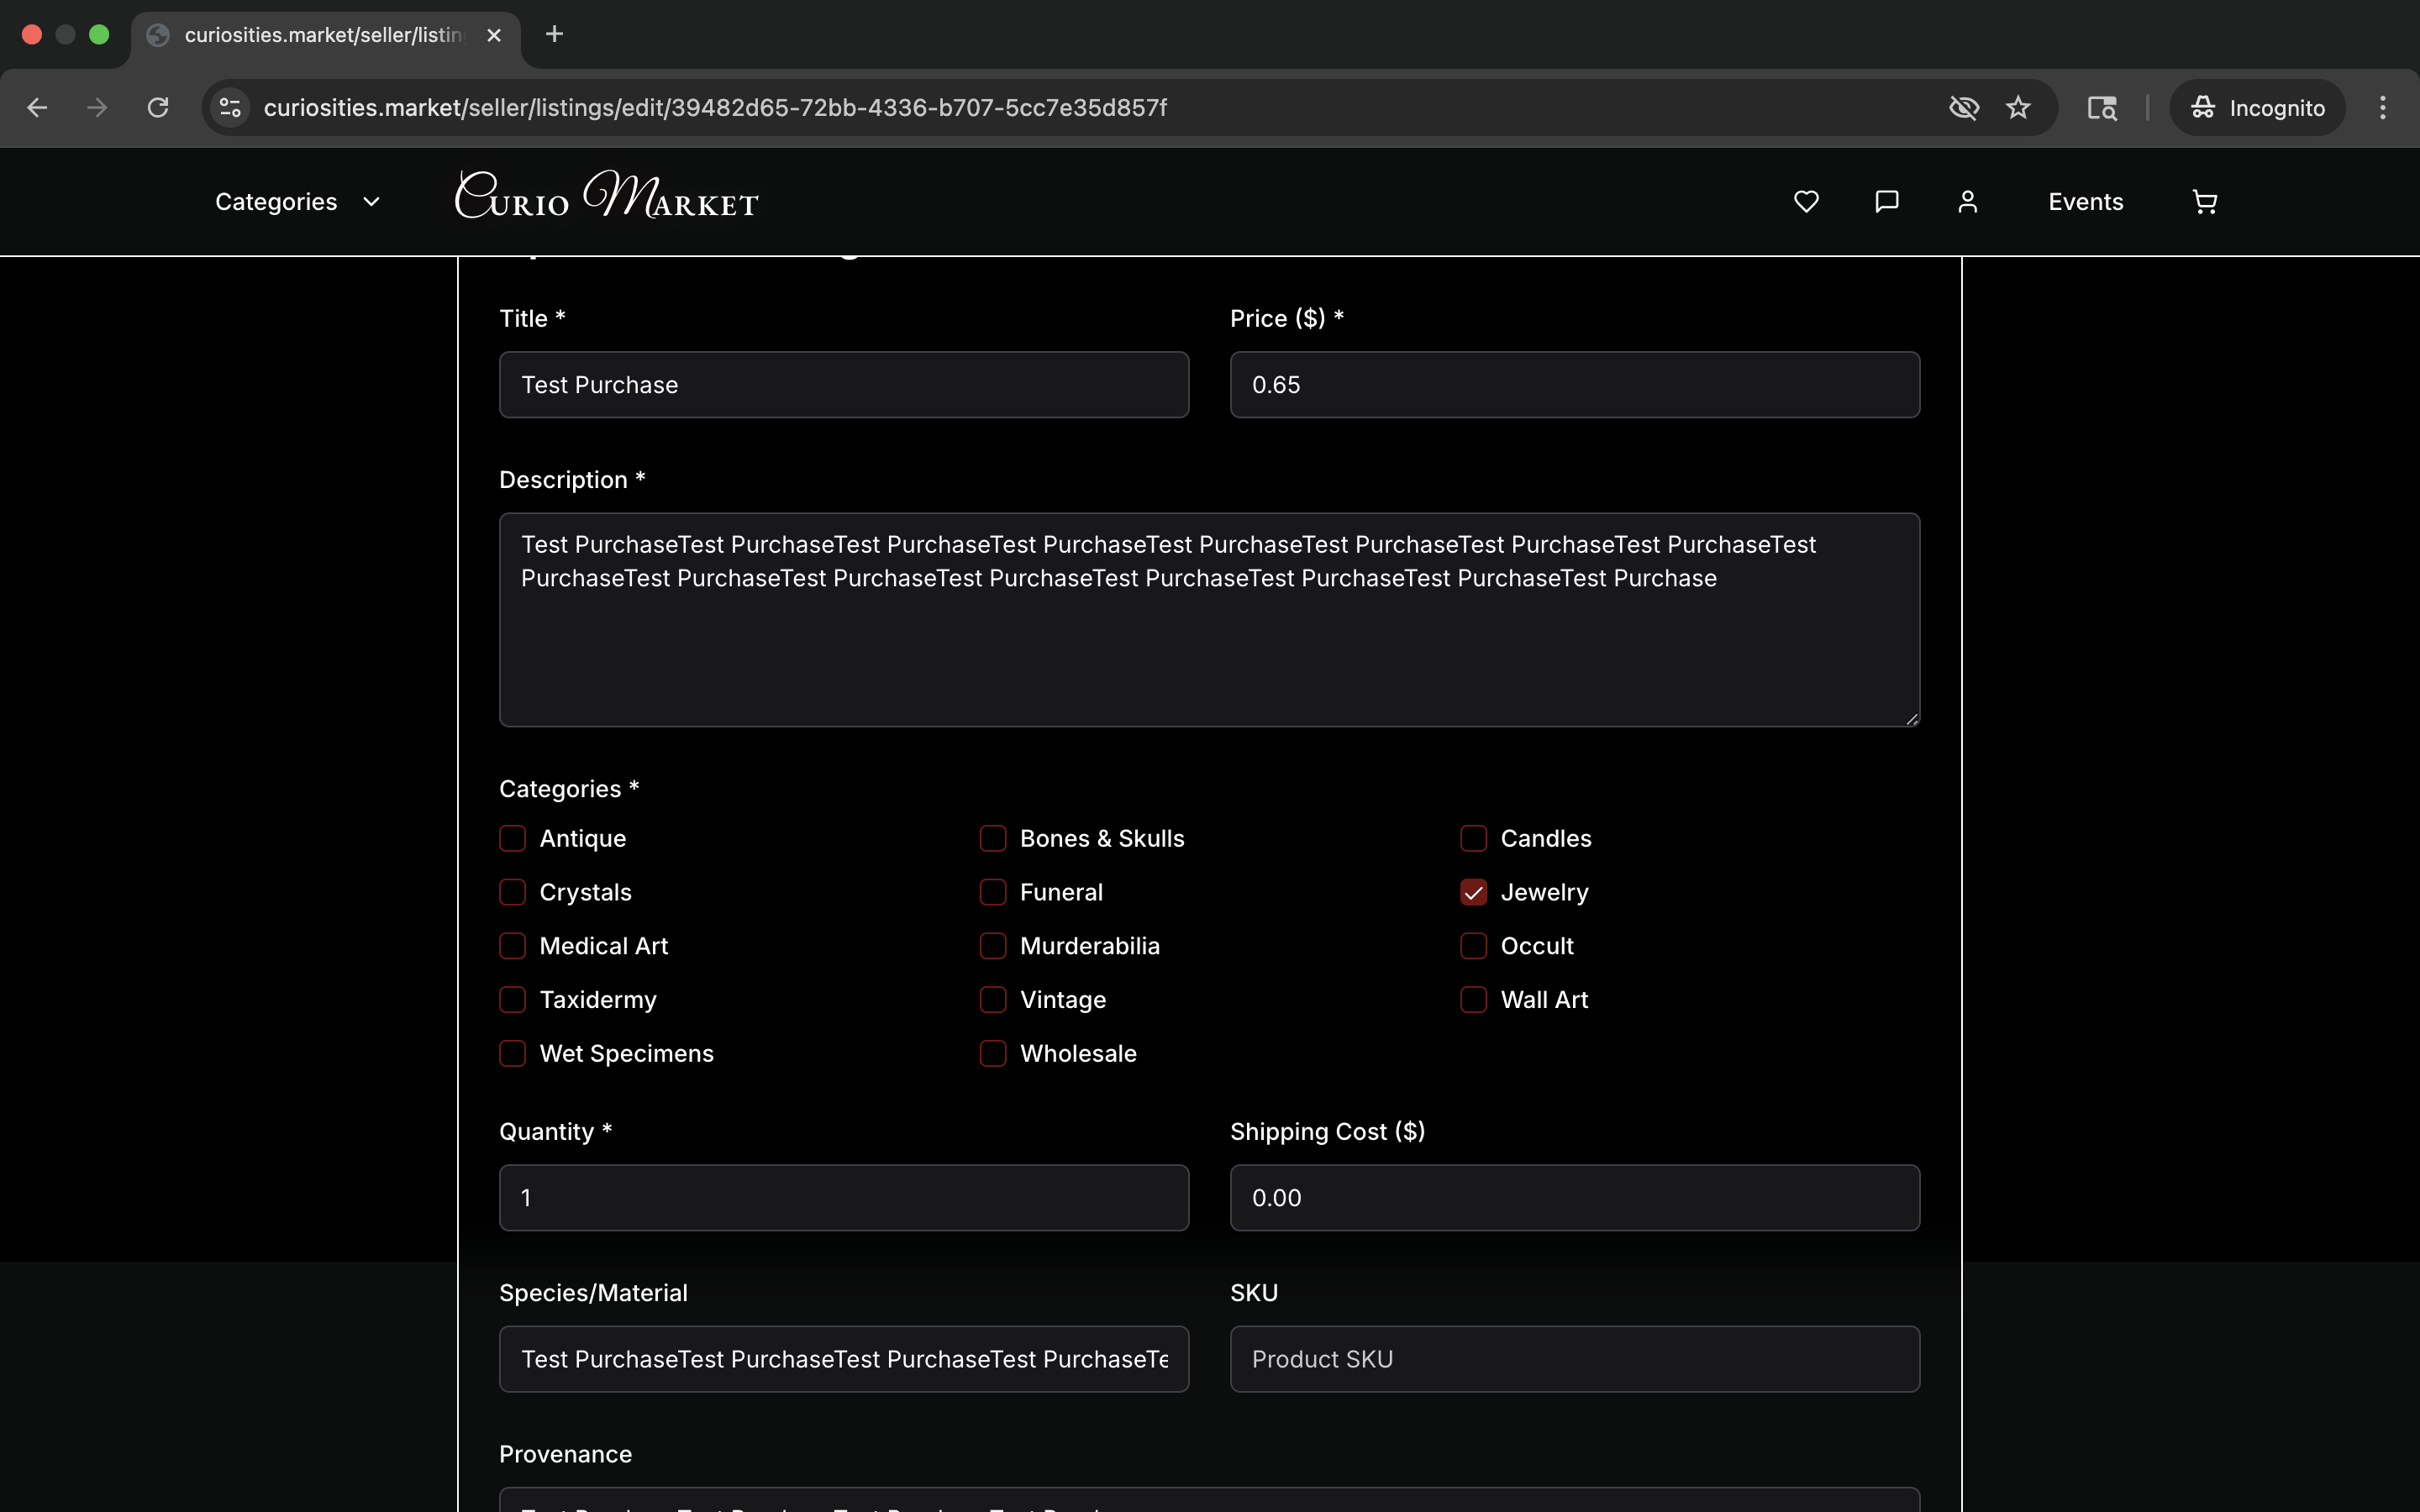 curiosities.market/seller/listin
curiosities.market/seller/listings/edit/39482d65-72bb-4336-b707-5cc7e35d857f
Incognito
Categories
Curio Market
Events
Title *
Price ($) *
Test Purchase
0.65
Description *
Test PurchaseTest PurchaseTest PurchaseTest PurchaseTest PurchaseTest PurchaseTest PurchaseTest PurchaseTest
PurchaseTest PurchaseTest PurchaseTest PurchaseTest PurchaseTest PurchaseTest PurchaseTest Purchase
Categories *
Antique
Bones & Skulls
Candles
Crystals
Funeral
Jewelry
Medical Art
Murderabilia
Occult
Taxidermy
Vintage
Wall Art
Wet Specimens
Wholesale
Quantity *
Shipping Cost ($)
1
0.00
Species/Material
SKU
Test PurchaseTest PurchaseTest PurchaseTest PurchaseTe
Product SKU
Provenance